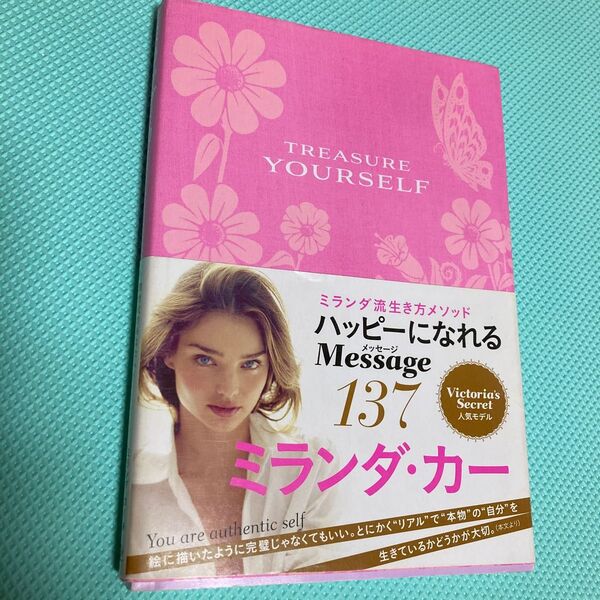 TREASURE
YOURSELF
ミランダ流生き方メソッド
ハッピーになれる
メッセージ
Message
137
Victoria's
Secret
人気モデル
ミランダ・カー
You are authentic self
絵に描いたように完璧じゃなくてもいい。とにかく“リアル”で“本物”の“自分”を
生きているかどうかが大切。(本文より)